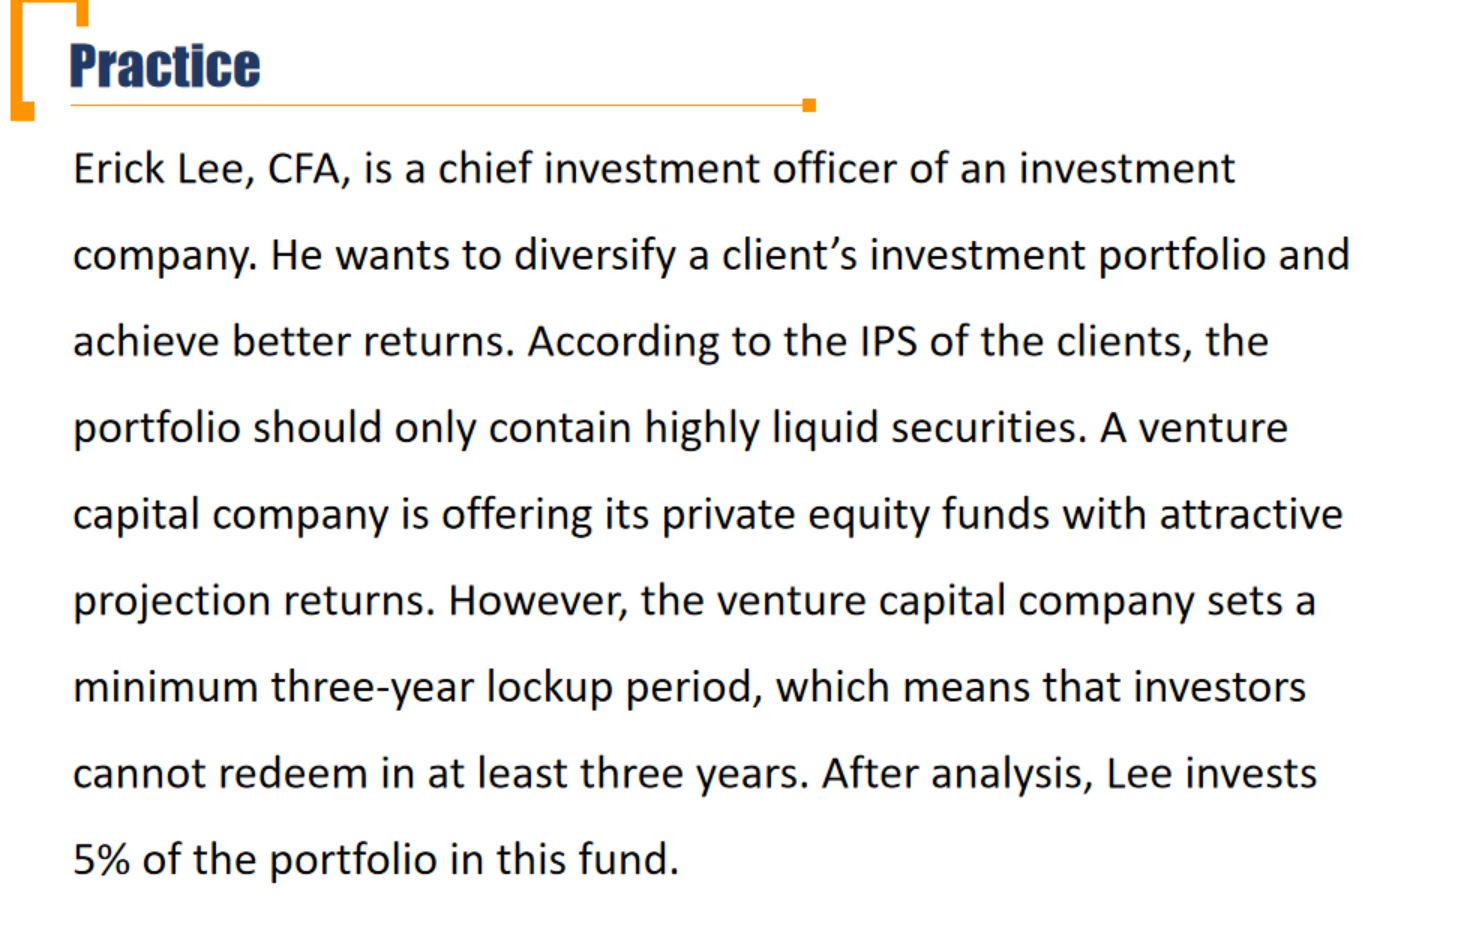 Practice
Erick Lee, CFA, is a chief investment officer of an investment
company. He wants to diversify a client’s investment portfolio and
achieve better returns. According to the IPS of the clients, the
portfolio should only contain highly liquid securities. A venture
capital company is offering its private equity funds with attractive
projection returns. However, the venture capital company sets a
minimum three-year lockup period, which means that investors
cannot redeem in at least three years. After analysis, Lee invests
5% of the portfolio in this fund.